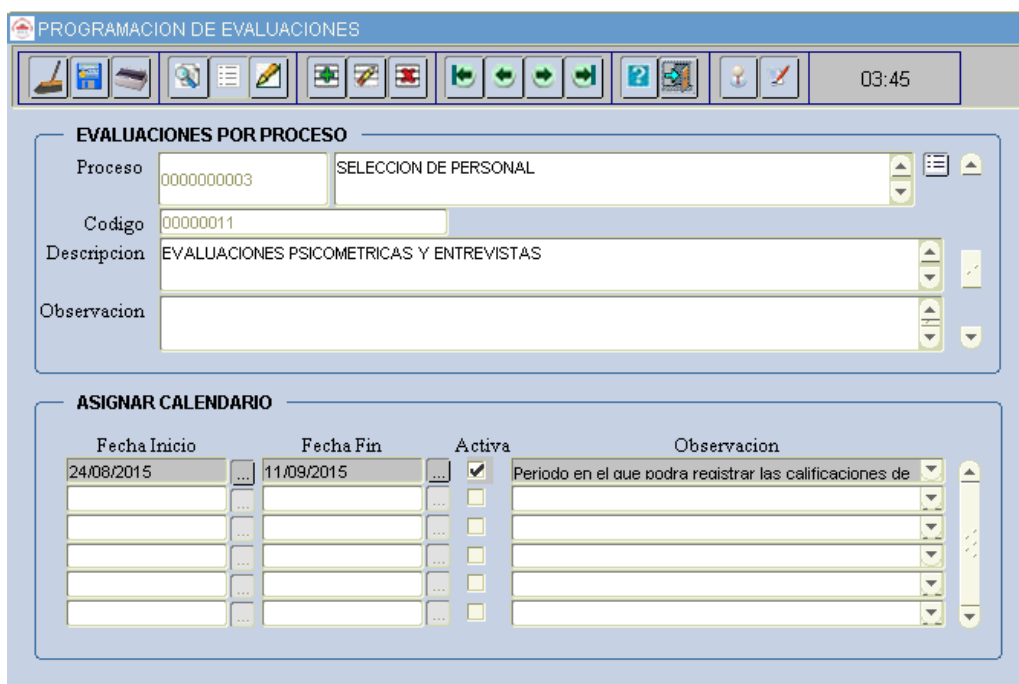 PROGRAMACION DE EVALUACIONES
03:45
EVALUACIONES POR PROCESO
Proceso 0000000003 SELECCION DE PERSONAL
Codigo 00000011
Descripcion EVALUACIONES PSICOMETRICAS Y ENTREVISTAS
Observacion
ASIGNAR CALENDARIO
Fecha Inicio Fecha Fin Activa Observacion
24/08/2015 ... 11/09/2015 ... Periodo en el que podra registrar las calificaciones de
... ...
... ...
... ...
... ...
... ...